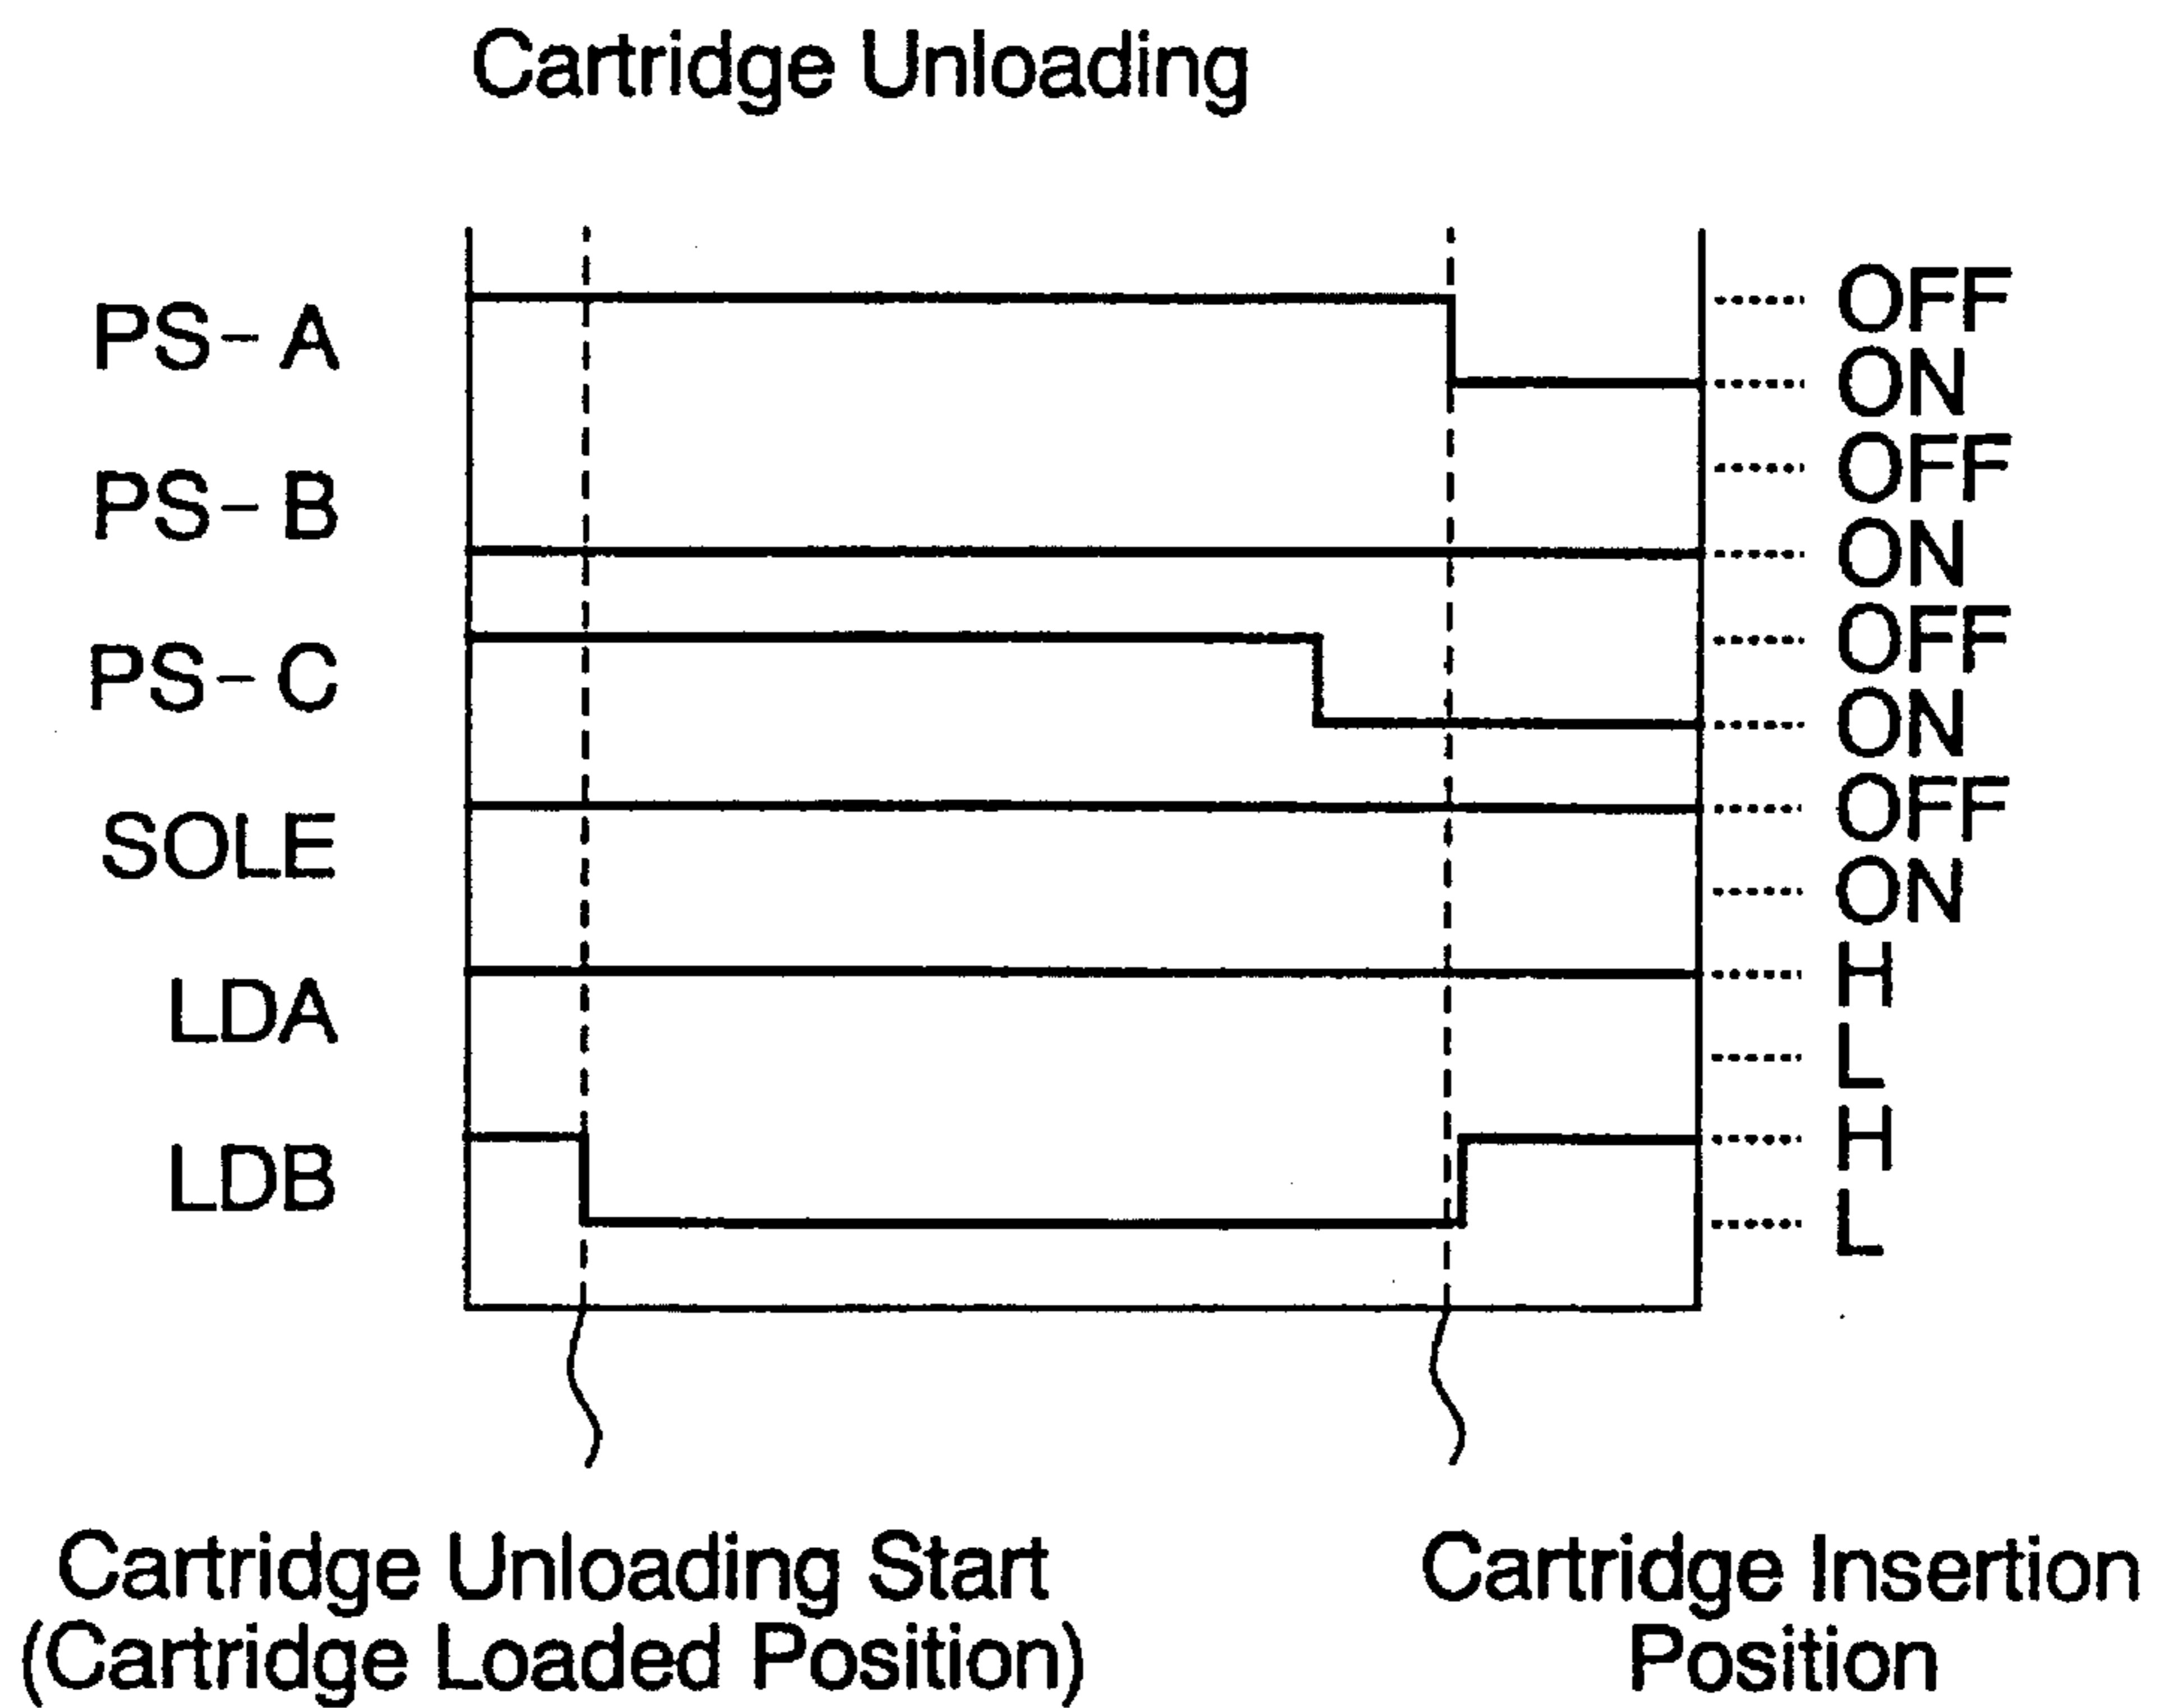 Cartridge Unloading
PS-A
OFF
ON
PS-B
OFF
ON
PS-C
OFF
ON
SOLE
OFF
ON
LDA
H
L
LDB
H
L
Cartridge Unloading Start
(Cartridge Loaded Position)
Cartridge Insertion
Position